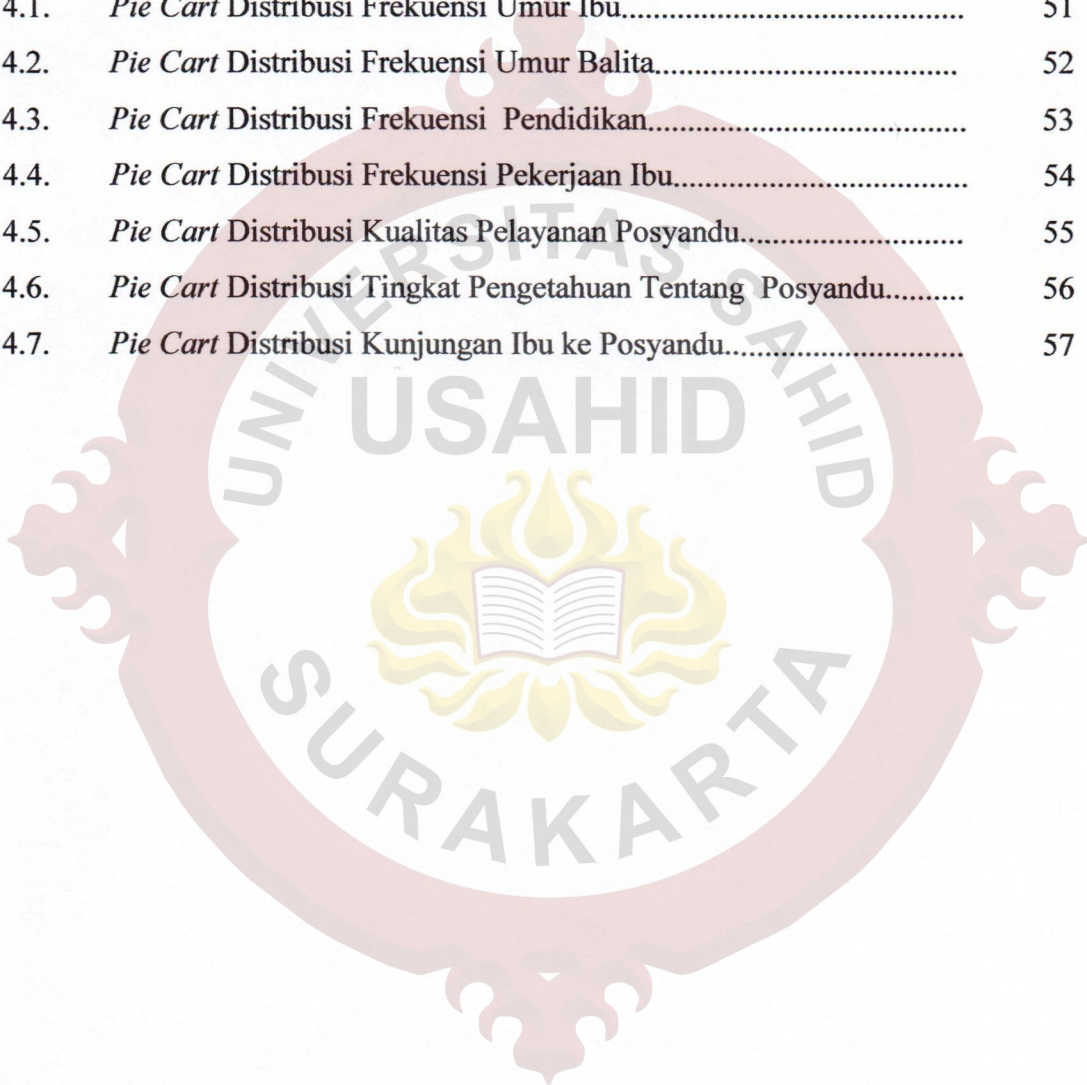 4.1. Pie Cart Distribusi Frekuensi Umur Ibu.......................................... 51
4.2. Pie Cart Distribusi Frekuensi Umur Balita..................................... 52
4.3. Pie Cart Distribusi Frekuensi Pendidikan....................................... 53
4.4. Pie Cart Distribusi Frekuensi Pekerjaan Ibu................................... 54
4.5. Pie Cart Distribusi Kualitas Pelayanan Posyandu........................... 55
4.6. Pie Cart Distribusi Tingkat Pengetahuan Tentang Posyandu.......... 56
4.7. Pie Cart Distribusi Kunjungan Ibu ke Posyandu............................. 57
UNIVERSITAS SAHID
USAHID
SURAKARTA